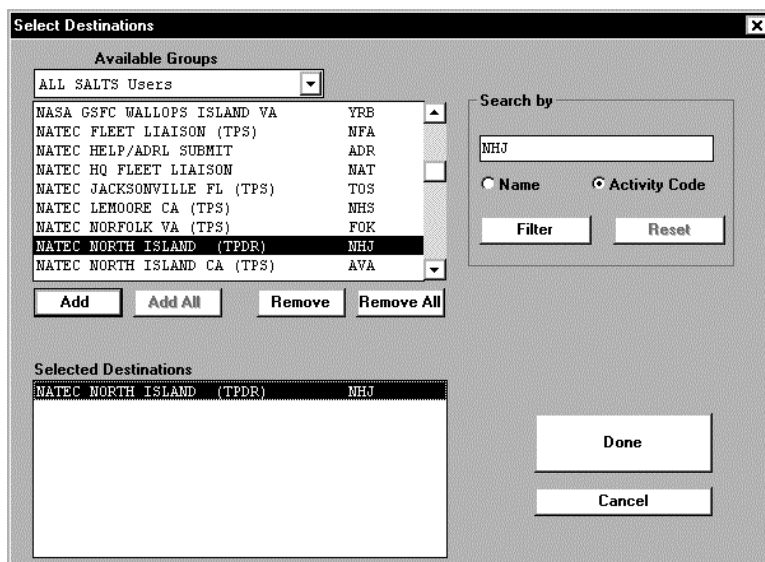 Select Destinations
Available Groups
ALL SALTS Users
NASA GSFC WALLOPS ISLAND VA YRB
NATEC FLEET LIAISON (TPS) NFA
NATEC HELP/ADRL SUBMIT ADR
NATEC HQ FLEET LIAISON NAT
NATEC JACKSONVILLE FL (TPS) TOS
NATEC LEMOORE CA (TPS) NHS
NATEC NORFOLK VA (TPS) FOK
NATEC NORTH ISLAND (TPDR) NHJ
NATEC NORTH ISLAND CA (TPS) AVA
Add Add All Remove Remove All
Search by
NHJ
Name Activity Code
Filter Reset
Selected Destinations
NATEC NORTH ISLAND (TPDR) NHJ
Done
Cancel